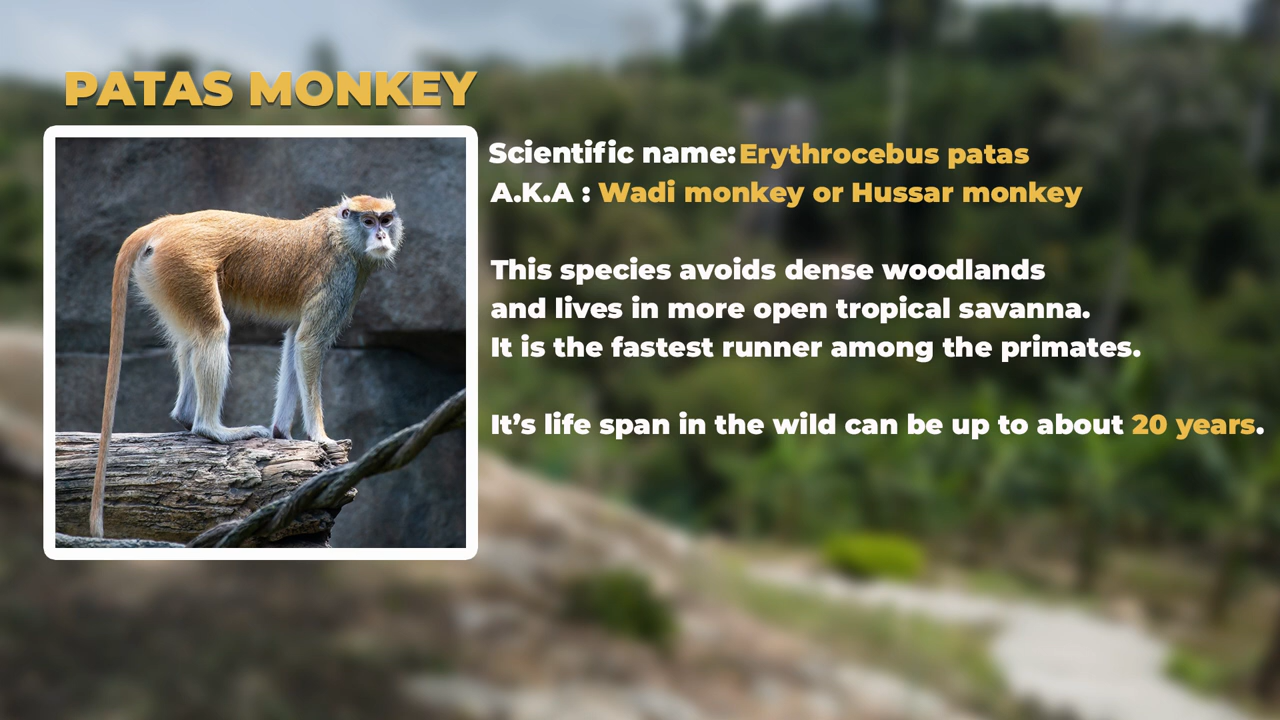 PATAS MONKEY
Scientific name: Erythrocebus patas
A.K.A : Wadi monkey or Hussar monkey
This species avoids dense woodlands
and lives in more open tropical savanna.
It is the fastest runner among the primates.
It’s life span in the wild can be up to about 20 years.